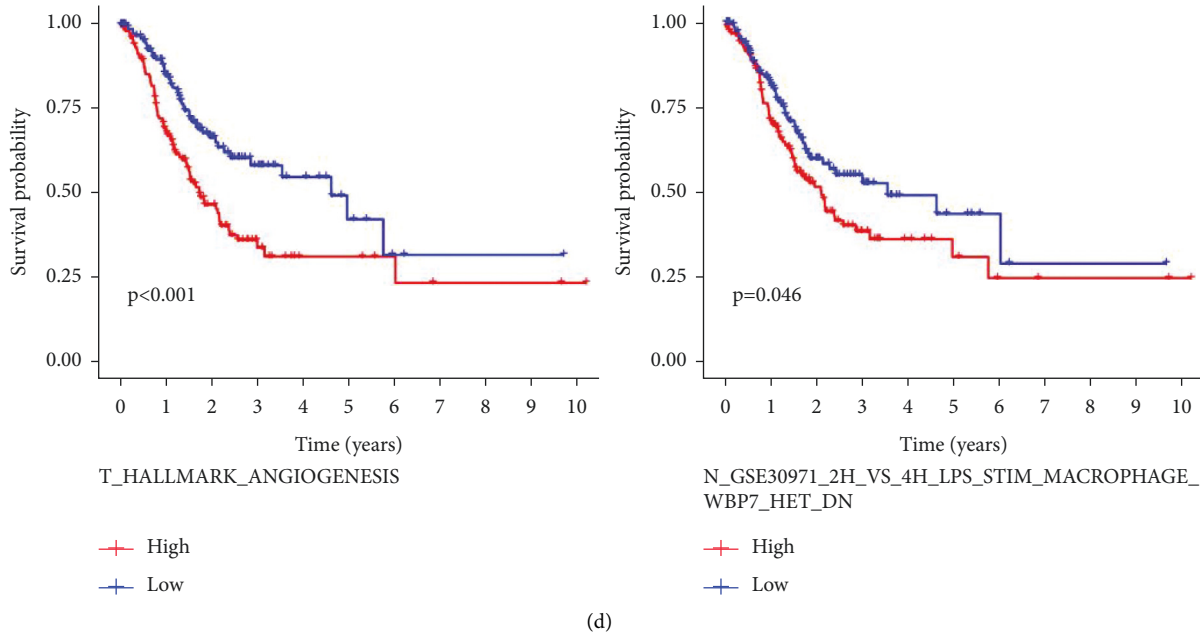 1.00
0.75
0.50
0.25
0.00
Survival probability
p<0.001
0 1 2 3 4 5 6 7 8 9 10
Time (years)
T_HALLMARK_ANGIOGENESIS
High
Low
1.00
0.75
0.50
0.25
0.00
Survival probability
p=0.046
0 1 2 3 4 5 6 7 8 9 10
Time (years)
N_GSE30971_2H_VS_4H_LPS_STIM_MACROPHAGE_
WBP7_HET_DN
High
Low
(d)